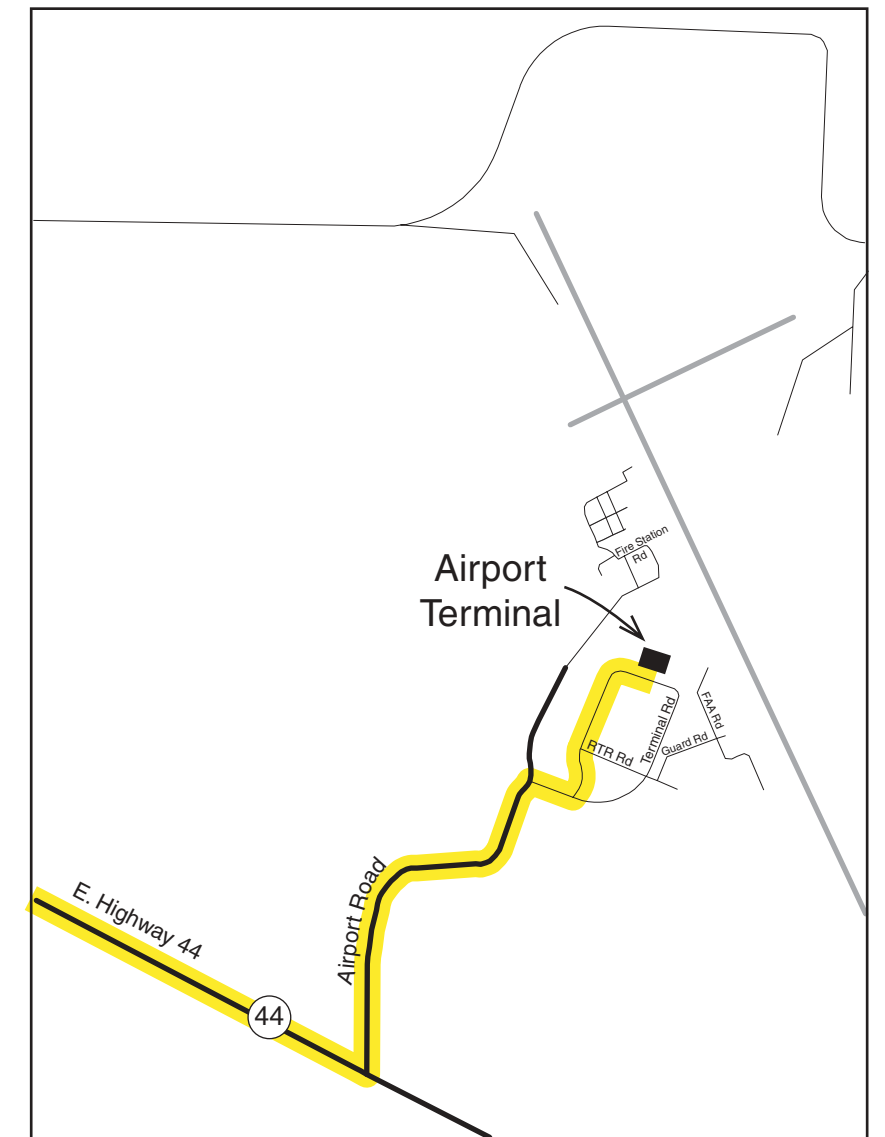 Fire Station
Rd
Airport
Terminal
FAA Rd
Terminal Rd
Guard Rd
RTR Rd
Airport Road
E. Highway 44
44